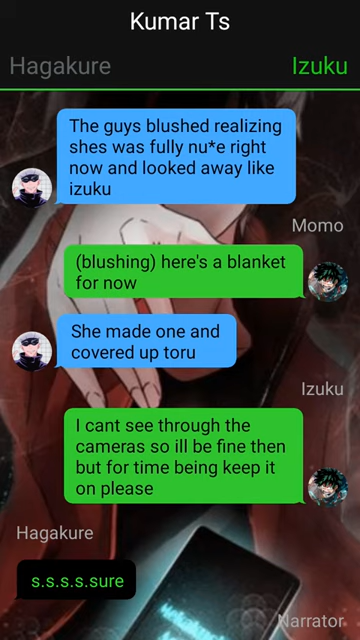 Kumar Ts
Hagakure Izuku
The guys blushed realizing
shes was fully nu*e right
now and looked away like
izuku
Momo
(blushing) here's a blanket
for now
She made one and
covered up toru
Izuku
I cant see through the
cameras so ill be fine then
but for time being keep it
on please
Hagakure
s.s.s.s.sure
Narrator